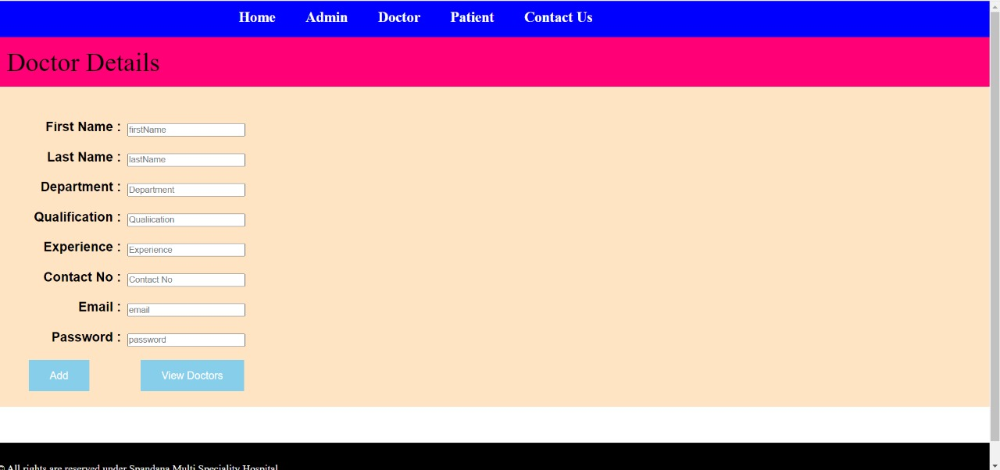 Home Admin Doctor Patient Contact Us
Doctor Details
First Name : firstName
Last Name : lastName
Department : Department
Qualification : Qualiication
Experience : Experience
Contact No : Contact No
Email : email
Password : password
Add View Doctors
© All rights are reserved under Spandana Multi Speciality Hospital